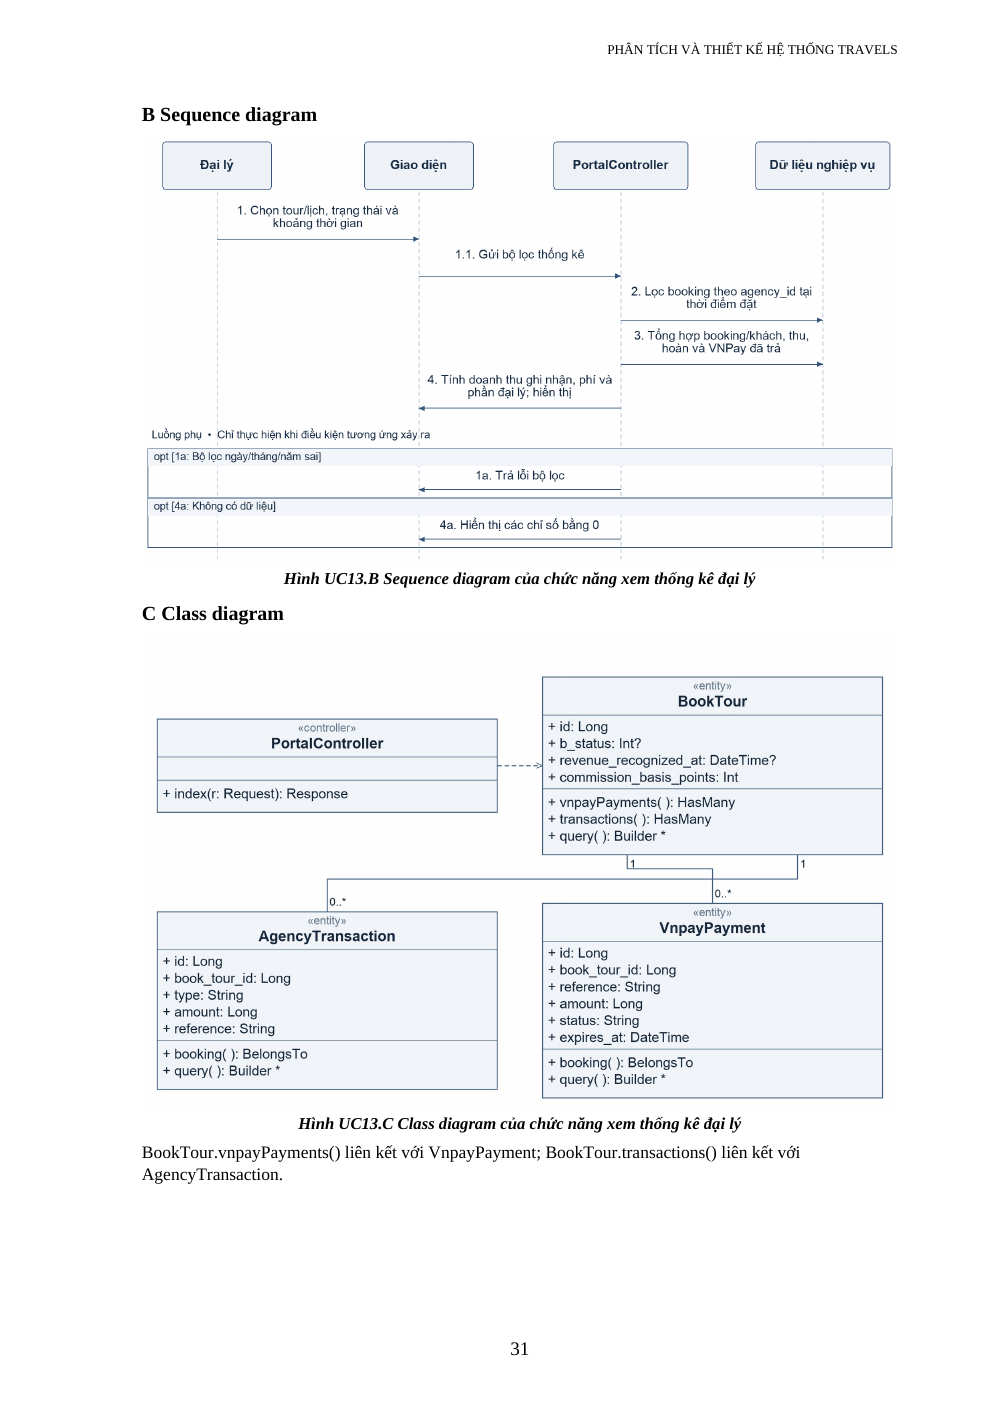 PHÂN TÍCH VÀ THIẾT KẾ HỆ THỐNG TRAVELS
B Sequence diagram
Đại lý
Giao diện
PortalController
Dữ liệu nghiệp vụ
1. Chọn tour/lịch, trạng thái và
khoảng thời gian
1.1. Gửi bộ lọc thống kê
2. Lọc booking theo agency_id tại
thời điểm đặt
3. Tổng hợp booking/khách, thu,
hoàn và VNPay đã trả
4. Tính doanh thu ghi nhận, phí và
phần đại lý; hiển thị
Luồng phụ • Chỉ thực hiện khi điều kiện tương ứng xảy ra
opt [1a: Bộ lọc ngày/tháng/năm sai]
1a. Trả lỗi bộ lọc
opt [4a: Không có dữ liệu]
4a. Hiển thị các chỉ số bằng 0
Hình UC13.B Sequence diagram của chức năng xem thống kê đại lý
C Class diagram
«controller»
PortalController
+ index(r: Request): Response
«entity»
BookTour
+ id: Long
+ b_status: Int?
+ revenue_recognized_at: DateTime?
+ commission_basis_points: Int
+ vnpayPayments( ): HasMany
+ transactions( ): HasMany
+ query( ): Builder *
1
1
0..*
0..*
«entity»
AgencyTransaction
+ id: Long
+ book_tour_id: Long
+ type: String
+ amount: Long
+ reference: String
+ booking( ): BelongsTo
+ query( ): Builder *
«entity»
VnpayPayment
+ id: Long
+ book_tour_id: Long
+ reference: String
+ amount: Long
+ status: String
+ expires_at: DateTime
+ booking( ): BelongsTo
+ query( ): Builder *
Hình UC13.C Class diagram của chức năng xem thống kê đại lý
BookTour.vnpayPayments() liên kết với VnpayPayment; BookTour.transactions() liên kết với
AgencyTransaction.
31